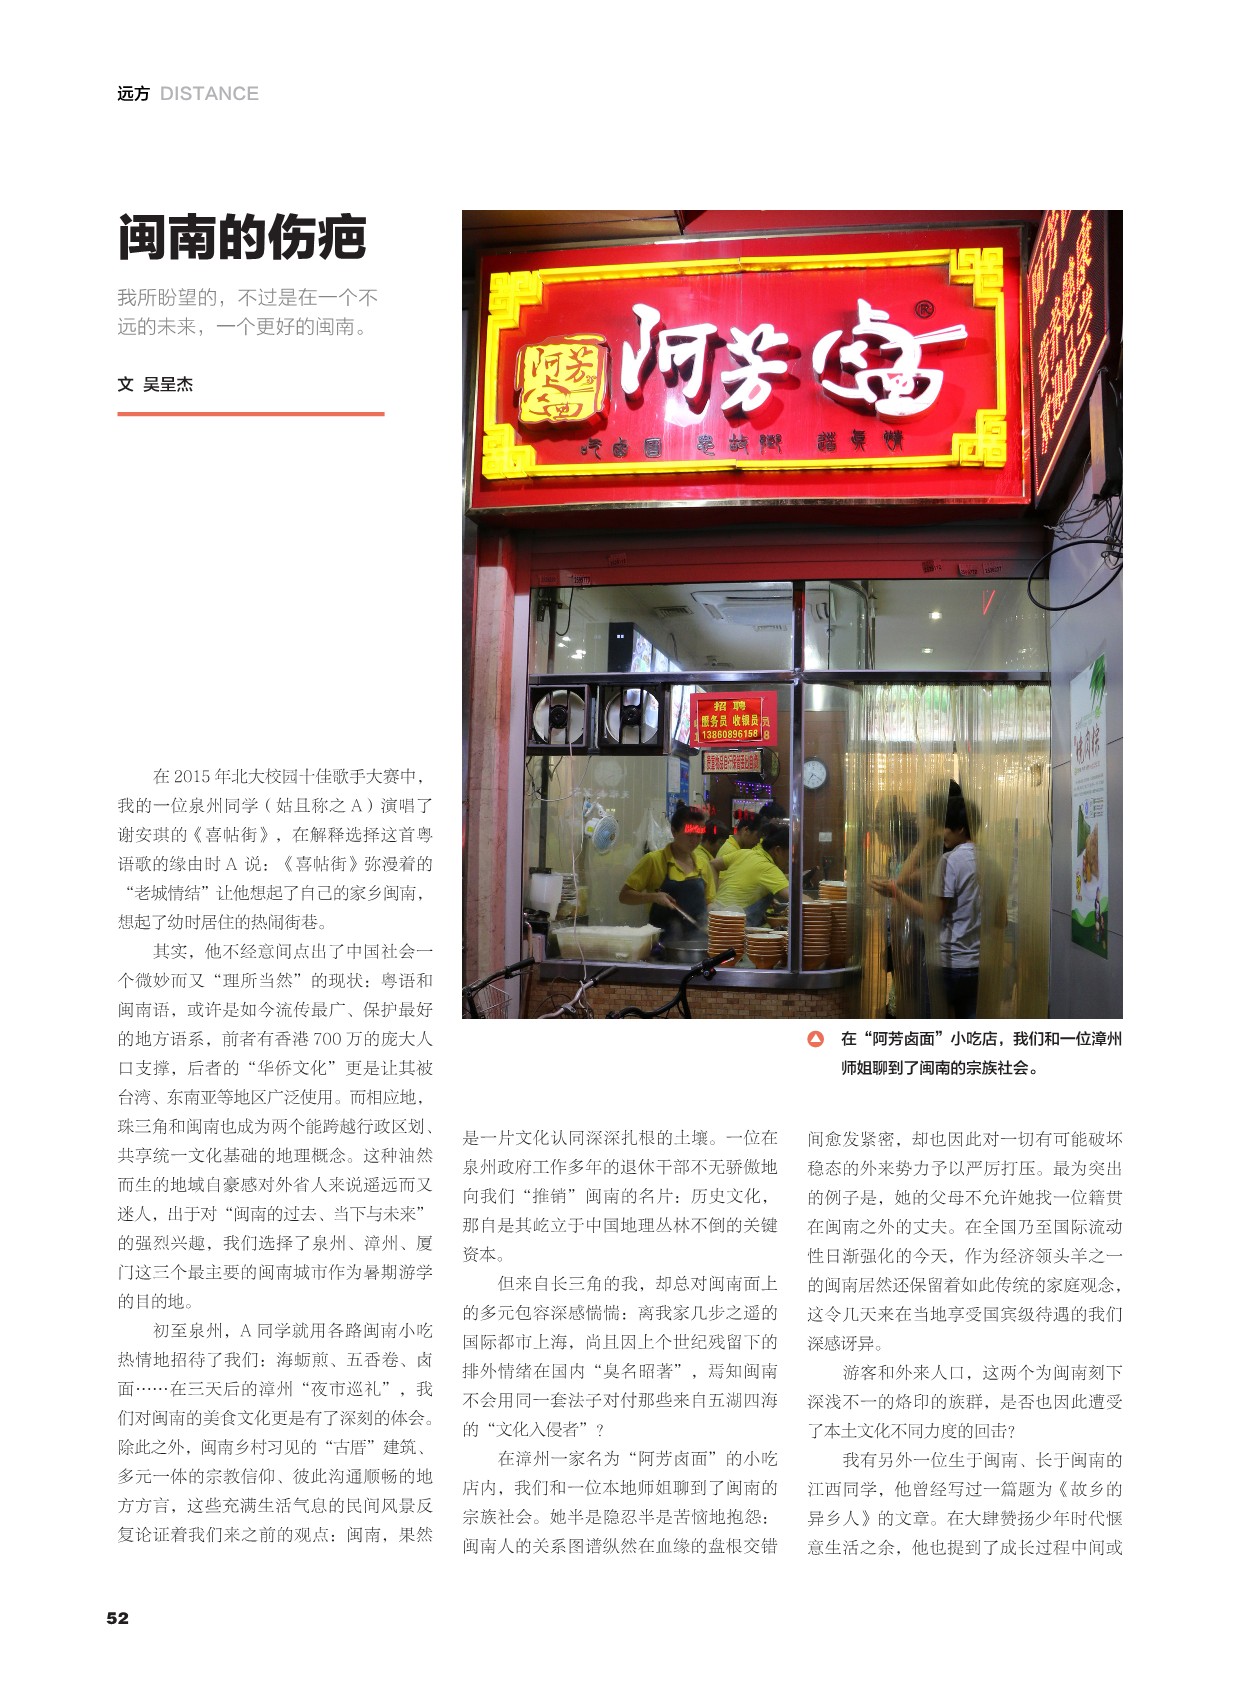 远方 DISTANCE
闽南的伤疤
我所盼望的，不过是在一个不
远的未来，一个更好的闽南。
文 吴呈杰
阿芳
阿芳卤
®
吃卤面 憶故鄉 讚真情
招聘
服务员 收银员
13860896158
在“阿芳卤面”小吃店，我们和一位漳州
师姐聊到了闽南的宗族社会。
在 2015 年北大校园十佳歌手大赛中，
我的一位泉州同学（姑且称之 A）演唱了
谢安琪的《喜帖街》，在解释选择这首粤
语歌的缘由时 A 说：《喜帖街》弥漫着的
“老城情结”让他想起了自己的家乡闽南，
想起了幼时居住的热闹街巷。
其实，他不经意间点出了中国社会一
个微妙而又“理所当然”的现状：粤语和
闽南语，或许是如今流传最广、保护最好
的地方语系，前者有香港 700 万的庞大人
口支撑，后者的“华侨文化”更是让其被
台湾、东南亚等地区广泛使用。而相应地，
珠三角和闽南也成为两个能跨越行政区划、
共享统一文化基础的地理概念。这种油然
而生的地域自豪感对外省人来说遥远而又
迷人，出于对“闽南的过去、当下与未来”
的强烈兴趣，我们选择了泉州、漳州、厦
门这三个最主要的闽南城市作为暑期游学
的目的地。
初至泉州，A 同学就用各路闽南小吃
热情地招待了我们：海蛎煎、五香卷、卤
面……在三天后的漳州“夜市巡礼”，我
们对闽南的美食文化更是有了深刻的体会。
除此之外，闽南乡村习见的“古厝”建筑、
多元一体的宗教信仰、彼此沟通顺畅的地
方方言，这些充满生活气息的民间风景反
复论证着我们来之前的观点：闽南，果然
是一片文化认同深深扎根的土壤。一位在
泉州政府工作多年的退休干部不无骄傲地
向我们“推销”闽南的名片：历史文化，
那自是其屹立于中国地理丛林不倒的关键
资本。
但来自长三角的我，却总对闽南面上
的多元包容深感惴惴：离我家几步之遥的
国际都市上海，尚且因上个世纪残留下的
排外情绪在国内“臭名昭著”，焉知闽南
不会用同一套法子对付那些来自五湖四海
的“文化入侵者”？
在漳州一家名为“阿芳卤面”的小吃
店内，我们和一位本地师姐聊到了闽南的
宗族社会。她半是隐忍半是苦恼地抱怨：
闽南人的关系图谱纵然在血缘的盘根交错
间愈发紧密，却也因此对一切有可能破坏
稳态的外来势力予以严厉打压。最为突出
的例子是，她的父母不允许她找一位籍贯
在闽南之外的丈夫。在全国乃至国际流动
性日渐强化的今天，作为经济领头羊之一
的闽南居然还保留着如此传统的家庭观念，
这令几天来在当地享受国宾级待遇的我们
深感讶异。
游客和外来人口，这两个为闽南刻下
深浅不一的烙印的族群，是否也因此遭受
了本土文化不同力度的回击？
我有另外一位生于闽南、长于闽南的
江西同学，他曾经写过一篇题为《故乡的
异乡人》的文章。在大肆赞扬少年时代惬
意生活之余，他也提到了成长过程中间或
52